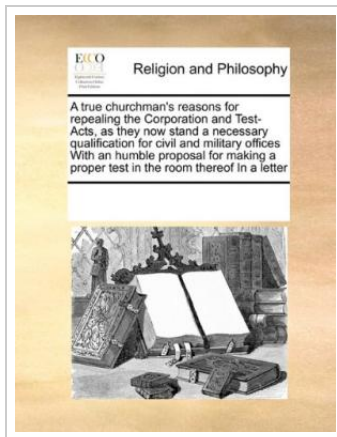 ECCO
Religion and Philosophy
A true churchman's reasons for
repealing the Corporation and Test-
Acts, as they now stand a necessary
qualification for civil and military offices
With an humble proposal for making a
proper test in the room thereof In a letter